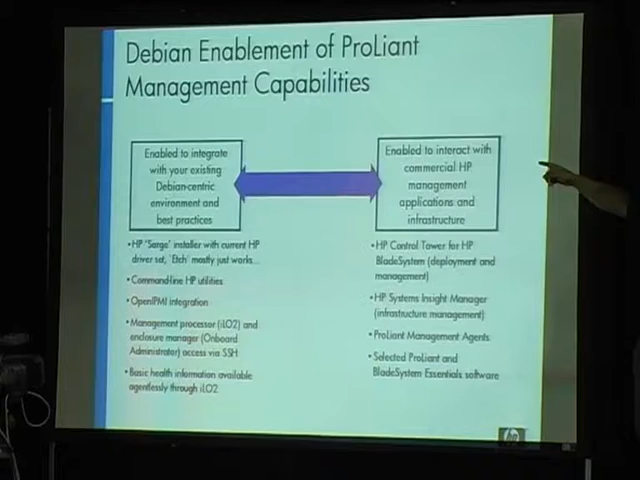 Debian Enablement of ProLiant
Management Capabilities
Enabled to integrate
with your existing
Debian-centric
environment and
best practices
•HP 'Sarge' installer with current HP
driver set, 'Etch' mostly just works...
•Command-line HP utilities
•OpenIPMI integration
•Management processor (iLO2) and
enclosure manager (Onboard
Administrator) access via SSH
•Basic health information available
agentlessly through iLO2
Enabled to interact with
commercial HP
management
applications and
infrastructure
•HP Control Tower for HP
BladeSystem (deployment and
management)
•HP Systems Insight Manager
(infrastructure management)
•ProLiant Management Agents
•Selected ProLiant and
BladeSystem Essentials software
hp